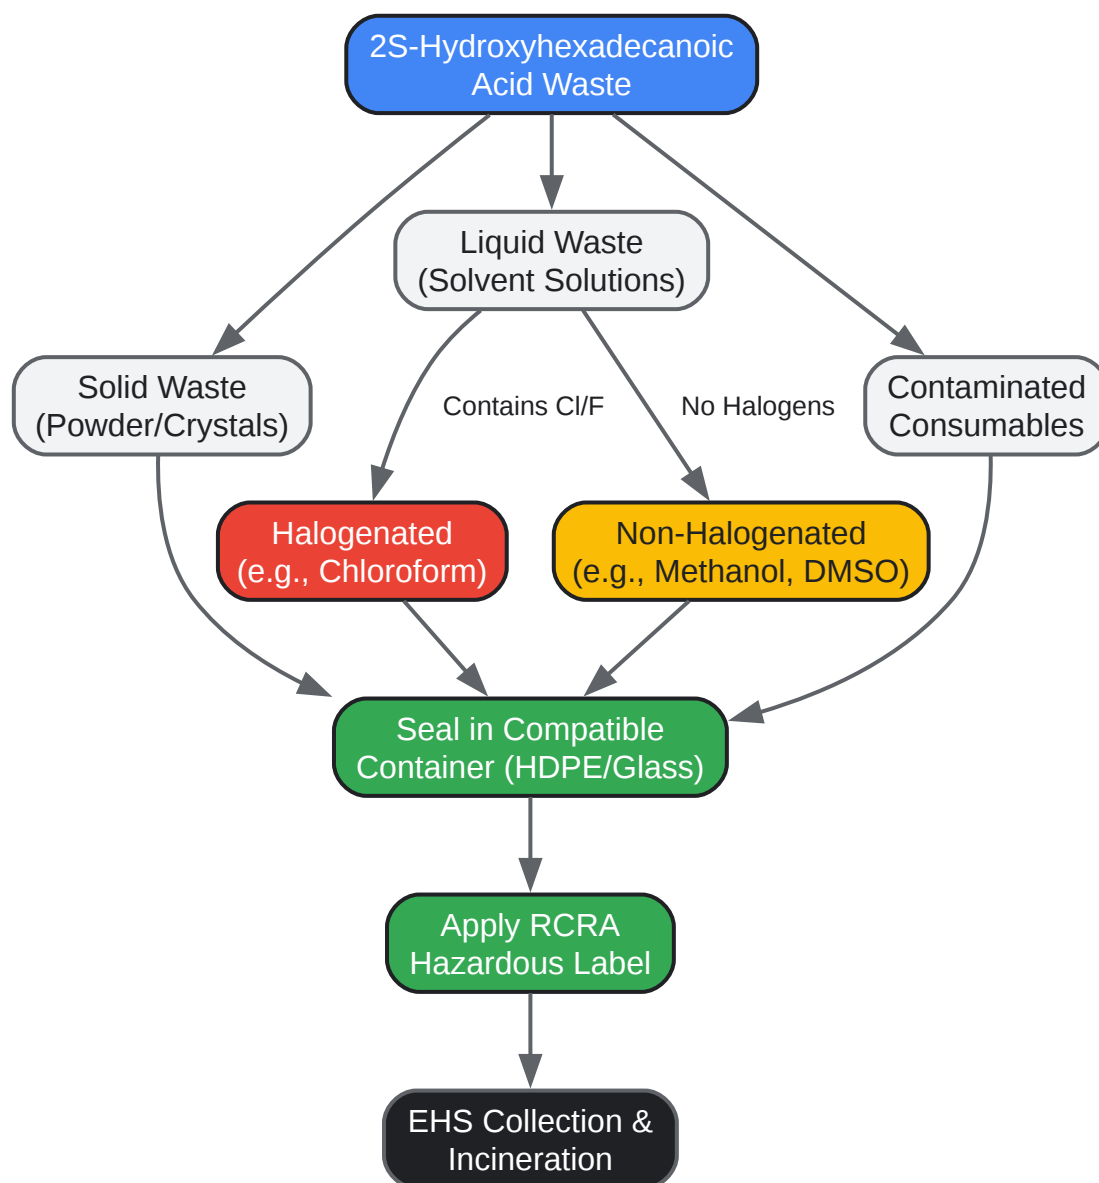 2S-Hydroxyhexadecanoic
Acid Waste
Liquid Waste
(Solvent Solutions)
Solid Waste
(Powder/Crystals)
Contains Cl/F
No Halogens
Contaminated
Consumables
Halogenated
(e.g., Chloroform)
Non-Halogenated
(e.g., Methanol, DMSO)
Seal in Compatible
Container (HDPE/Glass)
Apply RCRA
Hazardous Label
EHS Collection &
Incineration